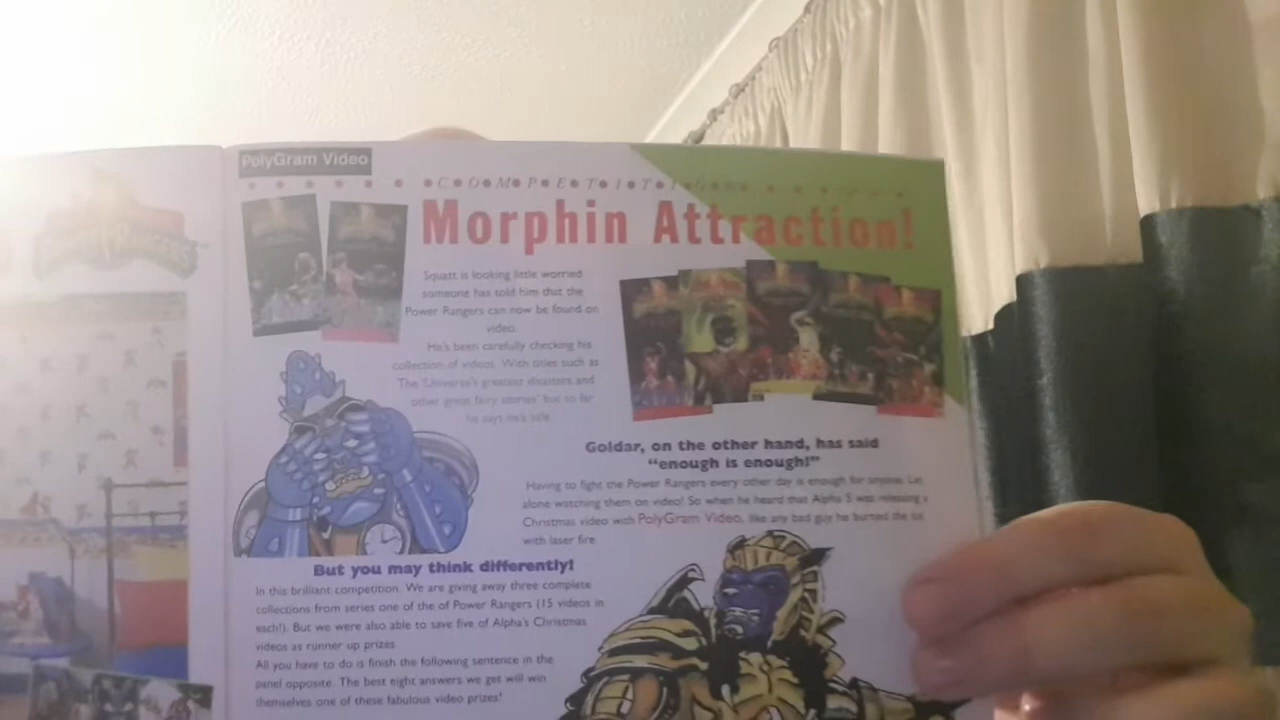 PolyGram Video
COMPETITION
Morphin Attraction!
Squatt is looking little worried
someone has told him that the
Power Rangers can now be found on
video.
He's been carefully checking his
collection of videos. With titles such as
The 'Universe's greatest disasters and
other great fairy stories' but so far
he says he's safe
Goldar, on the other hand, has said
"enough is enough!"
Having to fight the Power Rangers every other day is enough for anyone. Let
alone watching them on video! So when he heard that Alpha 5 was releasing a
Christmas video with PolyGram Video, like any bad guy he burned the lot
with laser fire.
But you may think differently!
In this brilliant competition. We are giving away three complete
collections from series one of the of Power Rangers (15 videos in
each!). But we were also able to save five of Alpha's Christmas
videos as runner up prizes
All you have to do is finish the following sentence in the
panel opposite. The best eight answers we get will win
themselves one of these fabulous video prizes!